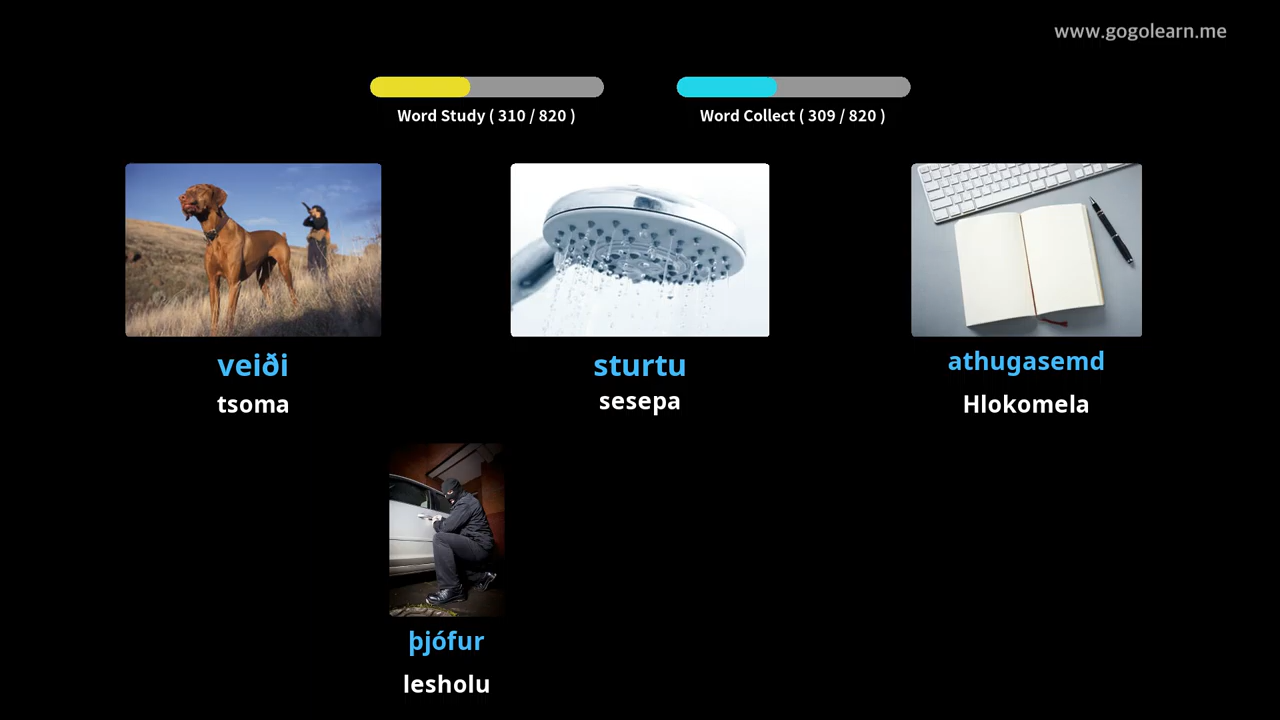 www.gogolearn.me
Word Study ( 310 / 820 )
Word Collect ( 309 / 820 )
veiði
tsoma
sturtu
sesepa
athugasemd
Hlokomela
þjófur
lesholu